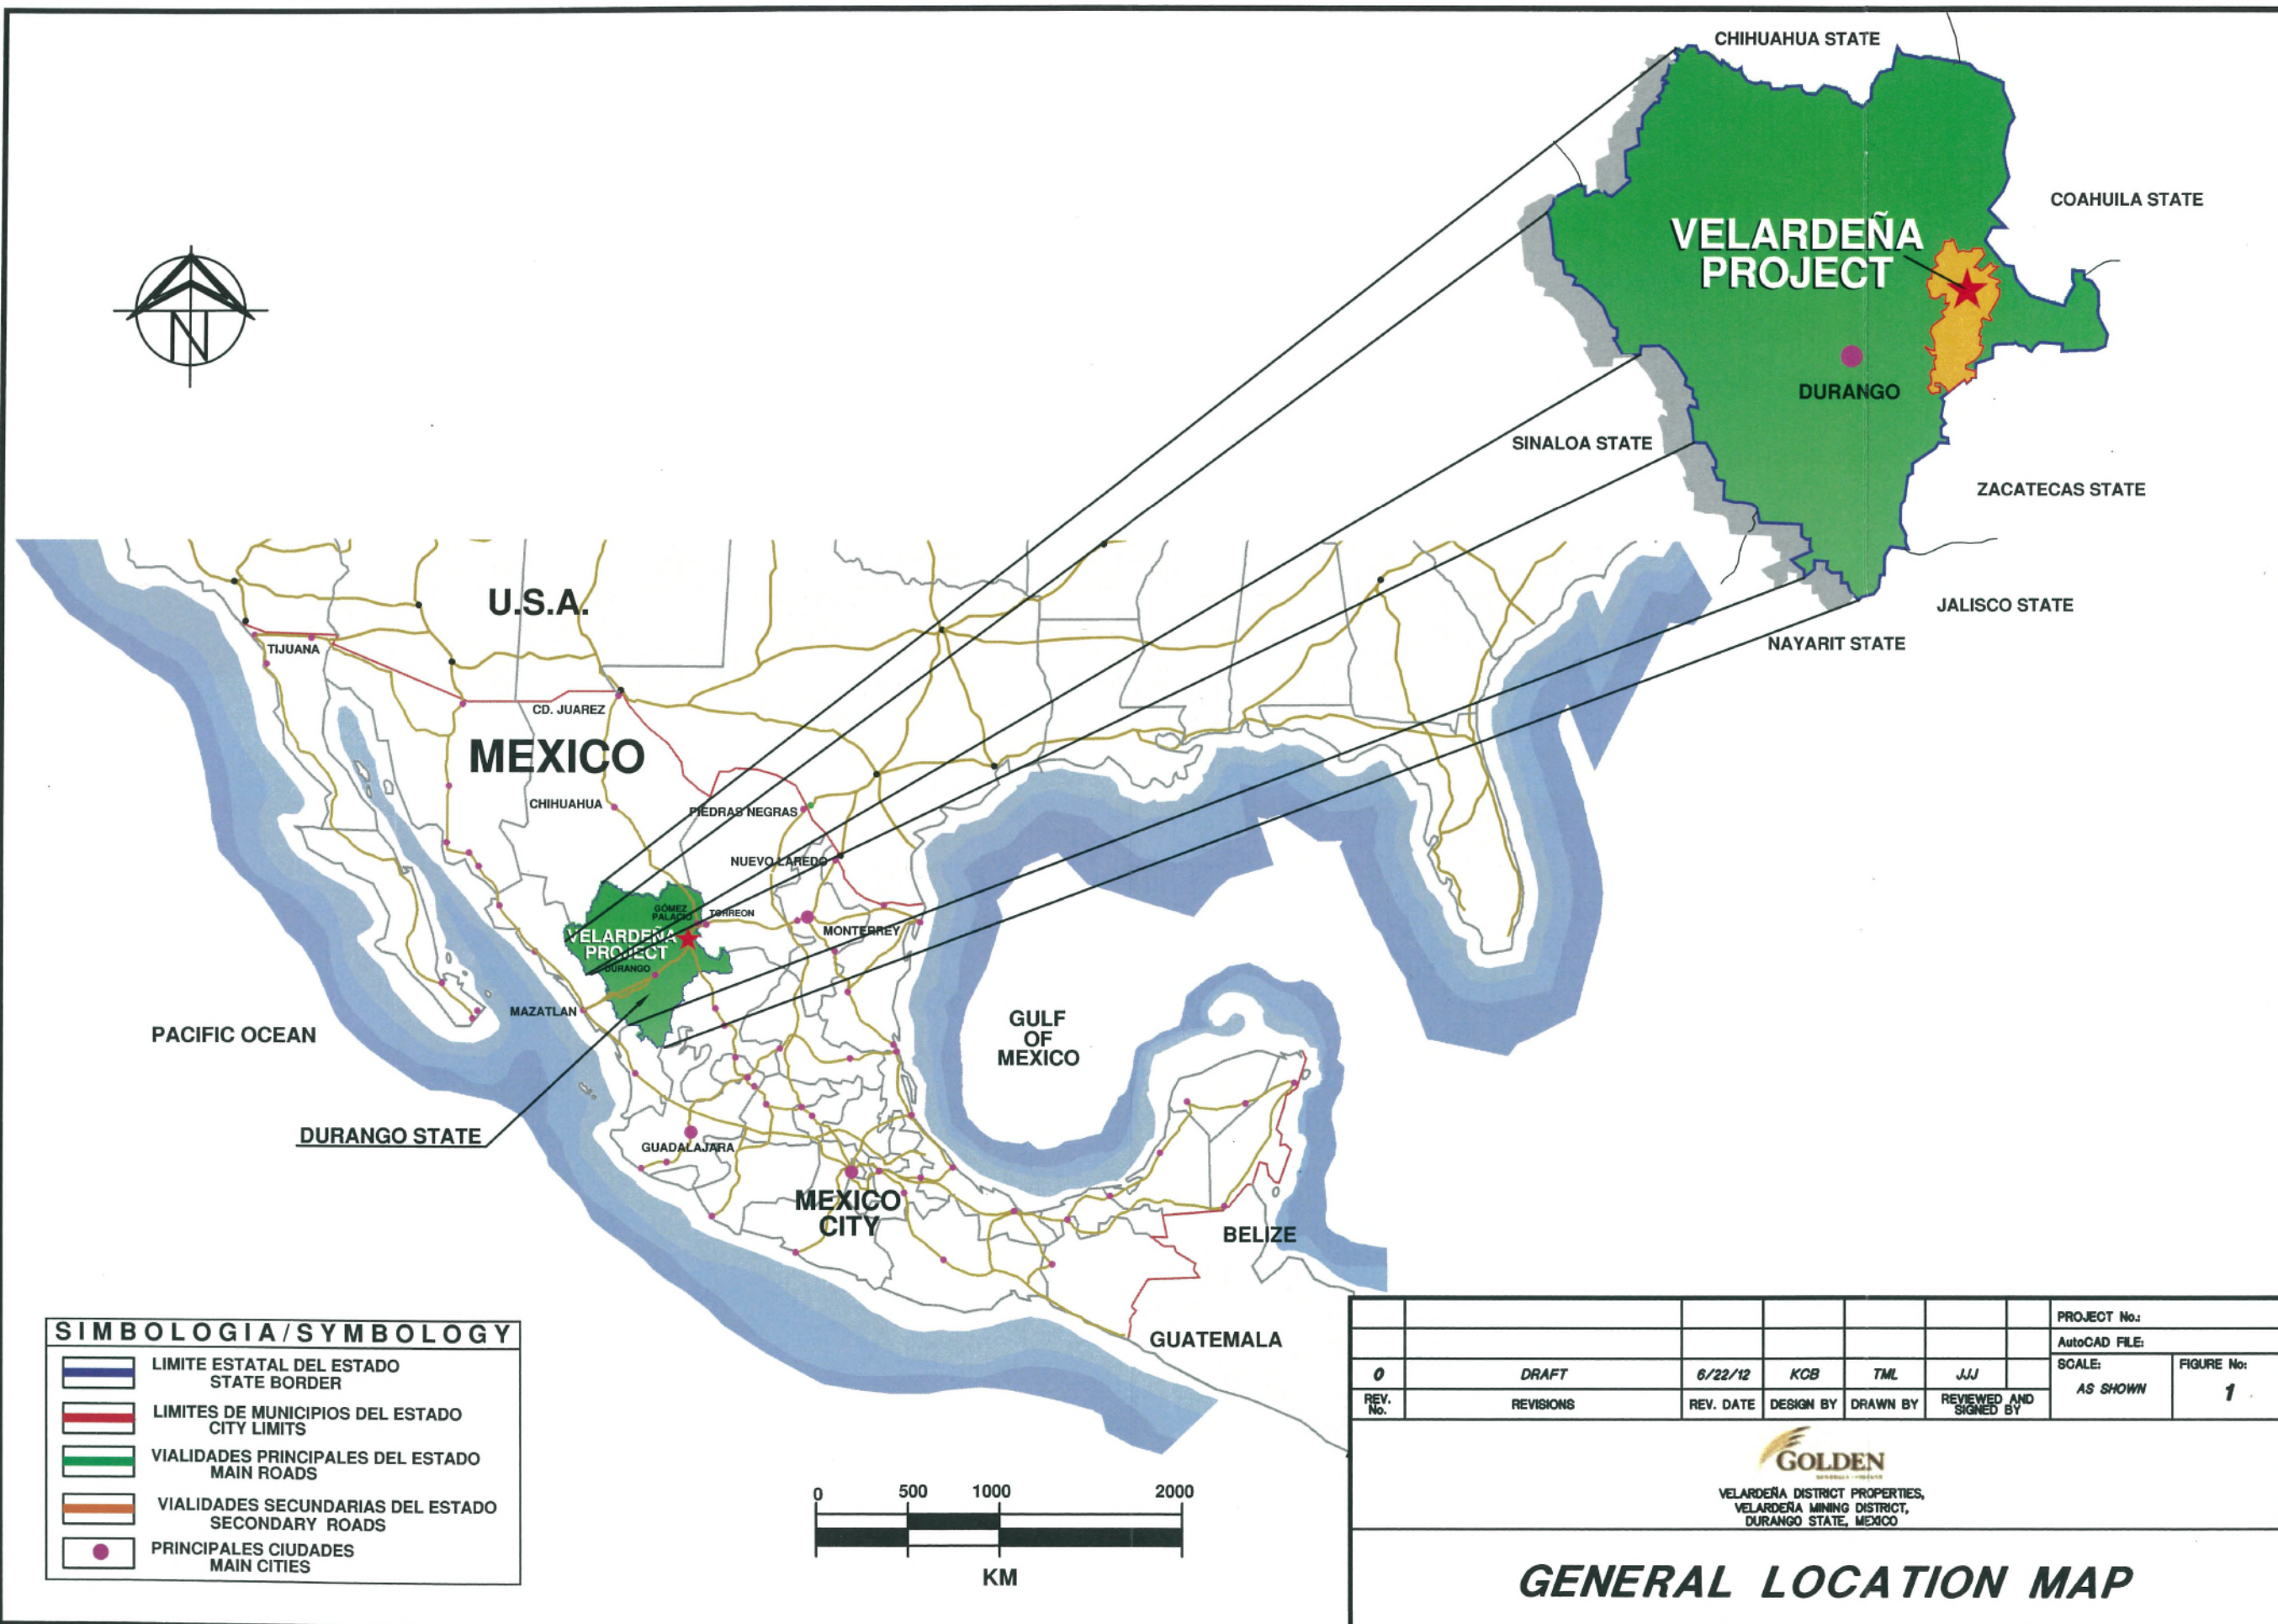 CHIHUAHUA STATE
COAHUILA STATE
VELARDEÑA
PROJECT
DURANGO
SINALOA STATE
ZACATECAS STATE
JALISCO STATE
NAYARIT STATE
N
U.S.A.
TIJUANA
CD. JUAREZ
MEXICO
CHIHUAHUA
PIEDRAS NEGRAS
NUEVO LAREDO
GÓMEZ
PALACIO
TORREON
VELARDEÑA
PROJECT
MONTERREY
DURANGO
MAZATLAN
PACIFIC OCEAN
GULF
OF
MEXICO
DURANGO STATE
GUADALAJARA
MEXICO
CITY
BELIZE
GUATEMALA
SIMBOLOGIA/SYMBOLOGY
LIMITE ESTATAL DEL ESTADO
STATE BORDER
LIMITES DE MUNICIPIOS DEL ESTADO
CITY LIMITS
VIALIDADES PRINCIPALES DEL ESTADO
MAIN ROADS
VIALIDADES SECUNDARIAS DEL ESTADO
SECONDARY ROADS
PRINCIPALES CIUDADES
MAIN CITIES
0 500 1000 2000
KM
PROJECT No.:
AutoCAD FILE:
0 DRAFT 6/22/12 KCB TML JJJ
SCALE:
AS SHOWN
FIGURE No:
1
REV.
No.
REVISIONS
REV. DATE
DESIGN BY
DRAWN BY
REVIEWED AND
SIGNED BY
GOLDEN
VELARDEÑA DISTRICT PROPERTIES,
VELARDEÑA MINING DISTRICT,
DURANGO STATE, MEXICO
GENERAL LOCATION MAP